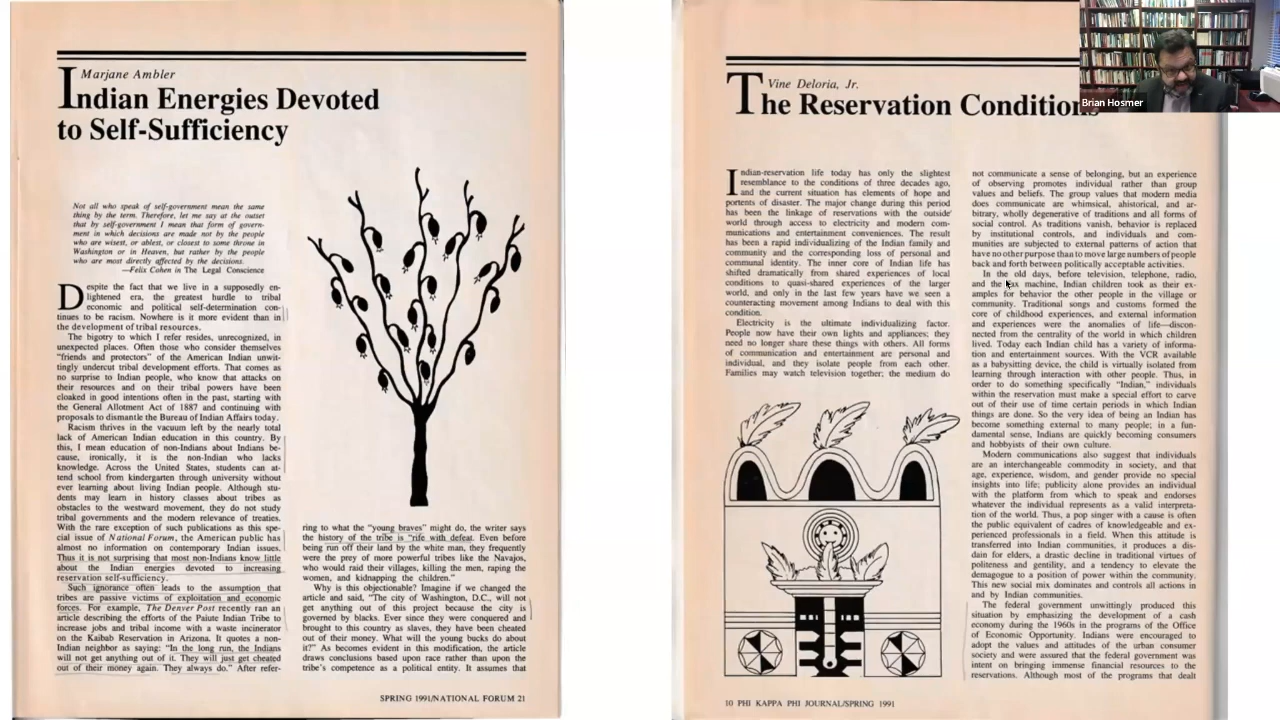 Marjane Ambler
Indian Energies Devoted
to Self-Sufficiency
Not all who speak of self-government mean the same
thing by the term. Therefore, let me say at the outset
that by self-government I mean that form of govern-
ment in which decisions are made not by the people
who are wisest, or ablest, or closest to some throne in
Washington or in Heaven, but rather by the people
who are most directly affected by the decisions.
—Felix Cohen in The Legal Conscience
Despite the fact that we live in a supposedly en-
lightened era, the greatest hurdle to tribal
economic and political self-determination con-
tinues to be racism. Nowhere is it more evident than in
the development of tribal resources.
The bigotry to which I refer resides, unrecognized, in
unexpected places. Often those who consider themselves
"friends and protectors" of the American Indian unwit-
tingly undercut tribal development efforts. That comes as
no surprise to Indian people, who know that attacks on
their resources and on their tribal powers have been
cloaked in good intentions often in the past, starting with
the General Allotment Act of 1887 and continuing with
proposals to dismantle the Bureau of Indian Affairs today.
Racism thrives in the vacuum left by the nearly total
lack of American Indian education in this country. By
this, I mean education of non-Indians about Indians be-
cause, ironically, it is the non-Indian who lacks
knowledge. Across the United States, students can at-
tend school from kindergarten through university without
ever learning about living Indian people. Although stu-
dents may learn in history classes about tribes as
obstacles to the westward movement, they do not study
tribal governments and the modern relevance of treaties.
With the rare exception of such publications as this spe-
cial issue of National Forum, the American public has
almost no information on contemporary Indian issues.
Thus it is not surprising that most non-Indians know little
about the Indian energies devoted to increasing
reservation self-sufficiency.
Such ignorance often leads to the assumption that
tribes are passive victims of exploitation and economic
forces. For example, The Denver Post recently ran an
article describing the efforts of the Paiute Indian Tribe to
increase jobs and tribal income with a waste incinerator
on the Kaibab Reservation in Arizona. It quotes a non-
Indian neighbor as saying: "In the long run, the Indians
will not get anything out of it. They will just get cheated
out of their money again. They always do." After refer-
ring to what the "young braves" might do, the writer says
the history of the tribe is "rife with defeat. Even before
being run off their land by the white man, they frequently
were the prey of more powerful tribes like the Navajos,
who would raid their villages, killing the men, raping the
women, and kidnapping the children."
Why is this objectionable? Imagine if we changed the
article and said, "The city of Washington, D.C., will not
get anything out of this project because the city is
governed by blacks. Ever since they were conquered and
brought to this country as slaves, they have been cheated
out of their money. What will the young bucks do about
it?" As becomes evident in this modification, the article
draws conclusions based upon race rather than upon the
tribe's competence as a political entity. It assumes that
SPRING 1991/NATIONAL FORUM 21
Vine Deloria, Jr.
The Reservation Conditions
Indian-reservation life today has only the slightest
resemblance to the conditions of three decades ago,
and the current situation has elements of hope and
portents of disaster. The major change during this period
has been the linkage of reservations with the outside
world through access to electricity and modern com-
munications and entertainment conveniences. The result
has been a rapid individualizing of the Indian family and
community and the corresponding loss of personal and
communal identity. The inner core of Indian life has
shifted dramatically from shared experiences of local
conditions to quasi-shared experiences of the larger
world, and only in the last few years have we seen a
counteracting movement among Indians to deal with this
condition.
Electricity is the ultimate individualizing factor.
People now have their own lights and appliances; they
need no longer share these things with others. All forms
of communication and entertainment are personal and
individual, and they isolate people from each other.
Families may watch television together; the medium do
not communicate a sense of belonging, but an experience
of observing promotes individual rather than group
values and beliefs. The group values that modern media
does communicate are whimsical, ahistorical, and ar-
bitrary, wholly degenerative of traditions and all forms of
social control. As traditions vanish, behavior is replaced
by institutional controls, and individuals and com-
munities are subjected to external patterns of action that
have no other purpose than to move large numbers of people
back and forth between politically acceptable activities.
In the old days, before television, telephone, radio,
and the fax machine, Indian children took as their ex-
amples for behavior the other people in the village or
community. Traditional songs and customs formed the
core of childhood experiences, and external information
and experiences were the anomalies of life—discon-
nected from the centrality of the world in which children
lived. Today each Indian child has a variety of informa-
tion and entertainment sources. With the VCR available
as a babysitting device, the child is virtually isolated from
learning through interaction with other people. Thus, in
order to do something specifically "Indian," individuals
within the reservation must make a special effort to carve
out of their use of time certain periods in which Indian
things are done. So the very idea of being an Indian has
become something external to many people; in a fun-
damental sense, Indians are quickly becoming consumers
and hobbyists of their own culture.
Modern communications also suggest that individuals
are an interchangeable commodity in society, and that
age, experience, wisdom, and gender provide no special
insights into life; publicity alone provides an individual
with the platform from which to speak and endorses
whatever the individual represents as a valid interpreta-
tion of the world. Thus, a pop singer with a cause is often
the public equivalent of cadres of knowledgeable and ex-
perienced professionals in a field. When this attitude is
transferred into Indian communities, it produces a dis-
dain for elders, a drastic decline in traditional virtues of
politeness and gentility, and a tendency to elevate the
demagogue to a position of power within the community.
This new social mix dominates and controls all actions in
and by Indian communities.
The federal government unwittingly produced this
situation by emphasizing the development of a cash
economy during the 1960s in the programs of the Office
of Economic Opportunity. Indians were encouraged to
adopt the values and attitudes of the urban consumer
society and were assured that the federal government was
intent on bringing immense financial resources to the
reservations. Although most of the programs that dealt
10 PHI KAPPA PHI JOURNAL/SPRING 1991
Brian Hosmer